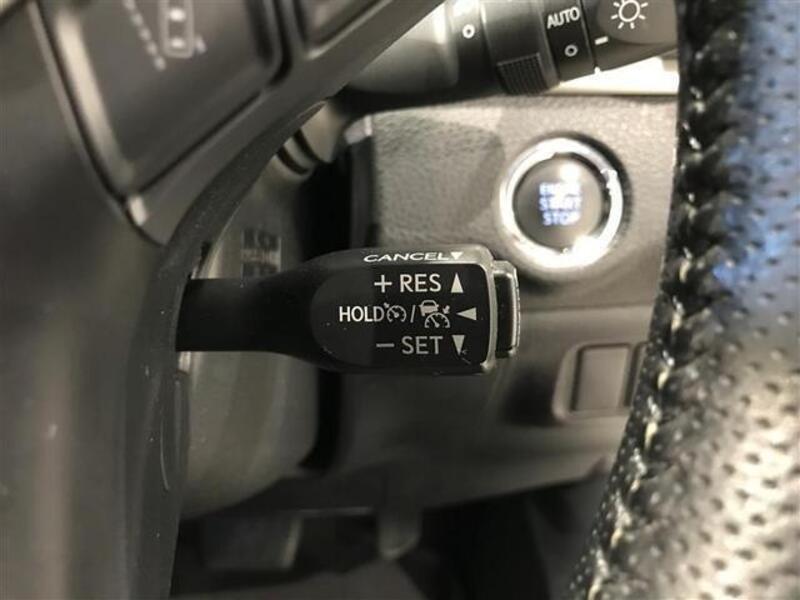 AUTO
ENGINE
START
STOP
CANCEL
+ RES
HOLD /
− SET